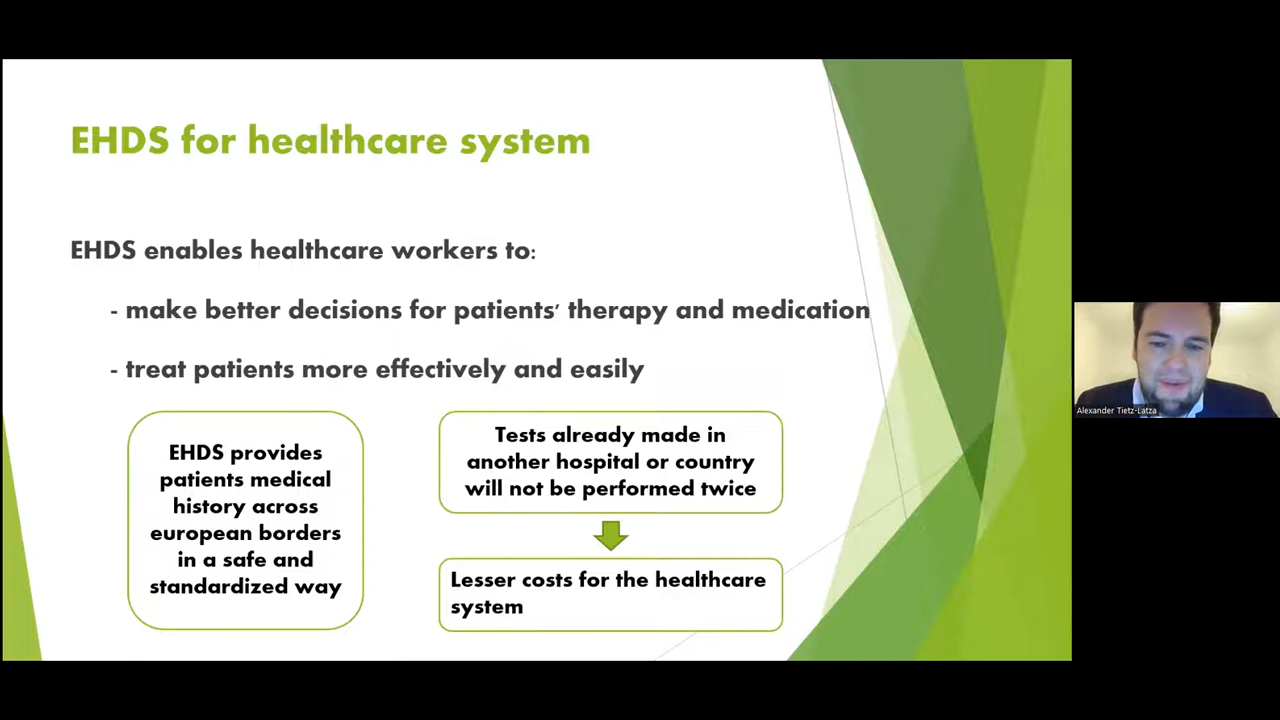 EHDS for healthcare system
EHDS enables healthcare workers to:
- make better decisions for patients' therapy and medication
- treat patients more effectively and easily
EHDS provides
patients medical
history across
european borders
in a safe and
standardized way
Tests already made in
another hospital or country
will not be performed twice
Lesser costs for the healthcare
system
Alexander Tietz-Latza